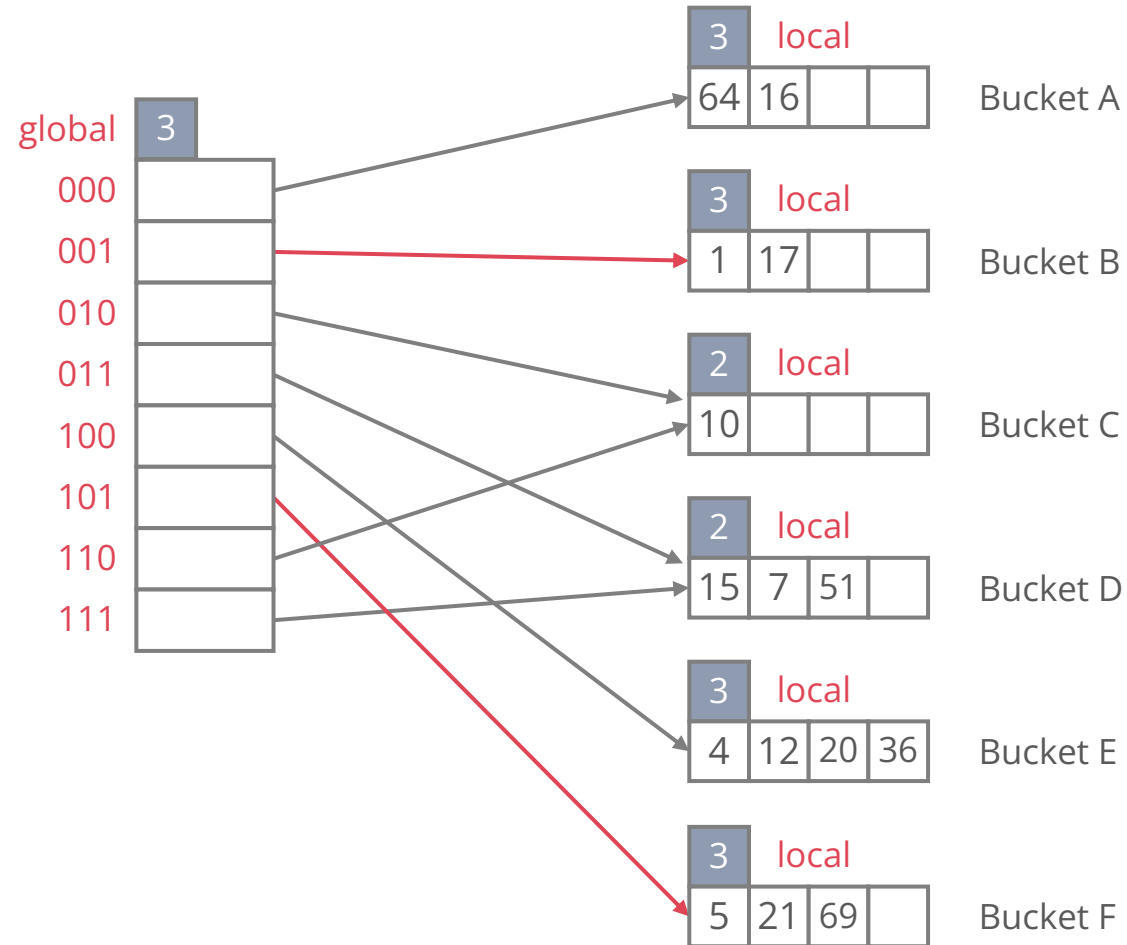 global 3
000
001
010
011
100
101
110
111
3 local
64 16 Bucket A
3 local
1 17 Bucket B
2 local
10 Bucket C
2 local
15 7 51 Bucket D
3 local
4 12 20 36 Bucket E
3 local
5 21 69 Bucket F